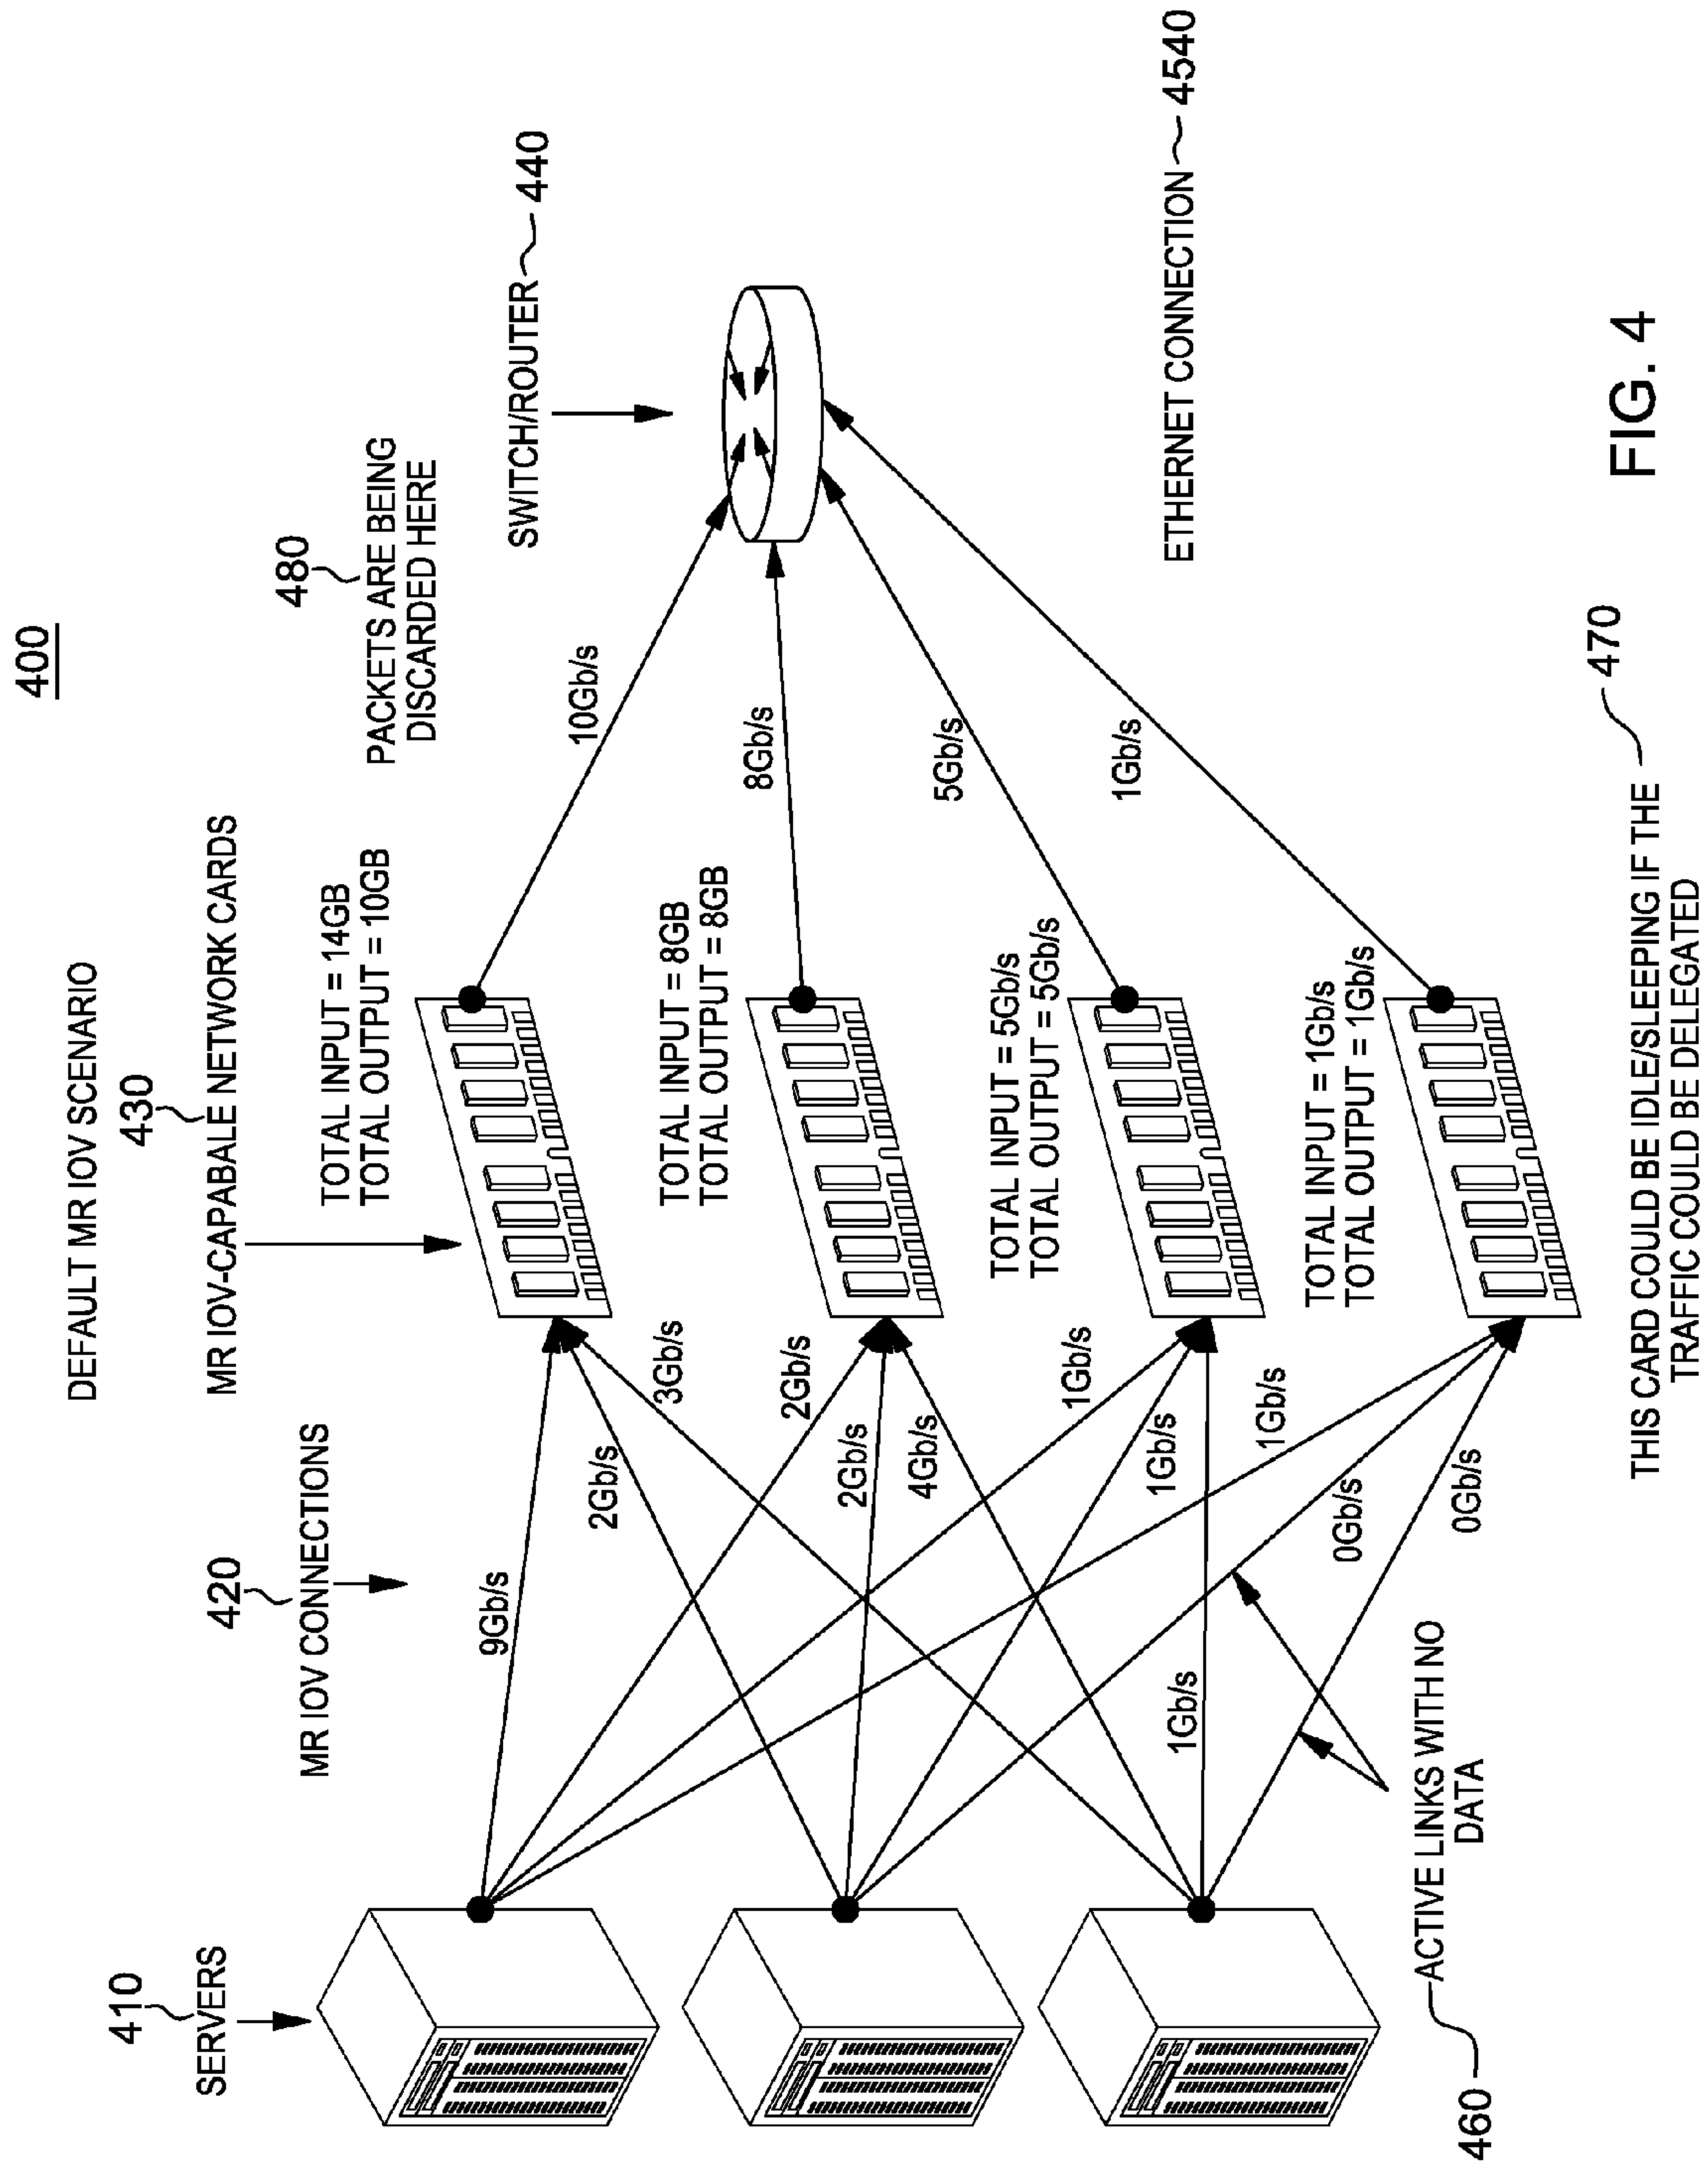 400
DEFAULT MR IOV SCENARIO
410
SERVERS
420
MR IOV CONNECTIONS
430
MR IOV-CAPABALE NETWORK CARDS
480
PACKETS ARE BEING
DISCARDED HERE
SWITCH/ROUTER 440
TOTAL INPUT = 14GB
TOTAL OUTPUT = 10GB
9Gb/s
2Gb/s
3Gb/s
10Gb/s
TOTAL INPUT = 8GB
TOTAL OUTPUT = 8GB
2Gb/s
2Gb/s
4Gb/s
8Gb/s
TOTAL INPUT = 5Gb/s
TOTAL OUTPUT = 5Gb/s
1Gb/s
1Gb/s
1Gb/s
5Gb/s
TOTAL INPUT = 1Gb/s
TOTAL OUTPUT = 1Gb/s
1Gb/s
0Gb/s
0Gb/s
1Gb/s
ETHERNET CONNECTION 4540
460 ACTIVE LINKS WITH NO
DATA
470
THIS CARD COULD BE IDLE/SLEEPING IF THE
TRAFFIC COULD BE DELEGATED
FIG. 4